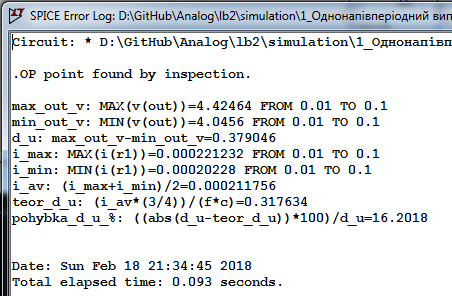 SPICE Error Log: D:\GitHub\Analog\lb2\simulation\1_Однонапівперіодний вип
Circuit: * D:\GitHub\Analog\lb2\simulation\1_Однонапівп
.OP point found by inspection.
max_out_v: MAX(v(out))=4.42464 FROM 0.01 TO 0.1
min_out_v: MIN(v(out))=4.0456 FROM 0.01 TO 0.1
d_u: max_out_v-min_out_v=0.379046
i_max: MAX(i(r1))=0.000221232 FROM 0.01 TO 0.1
i_min: MIN(i(r1))=0.00020228 FROM 0.01 TO 0.1
i_av: (i_max+i_min)/2=0.000211756
teor_d_u: (i_av*(3/4))/(f*c)=0.317634
pohybka_d_u_%: ((abs(d_u-teor_d_u))*100)/d_u=16.2018
Date: Sun Feb 18 21:34:45 2018
Total elapsed time: 0.093 seconds.